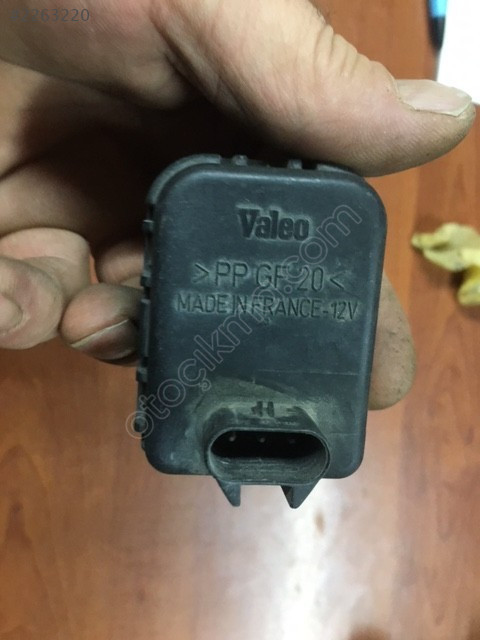 Valeo
>PP GF 20<
MADE IN FRANCE-12V
otoçıkma.com